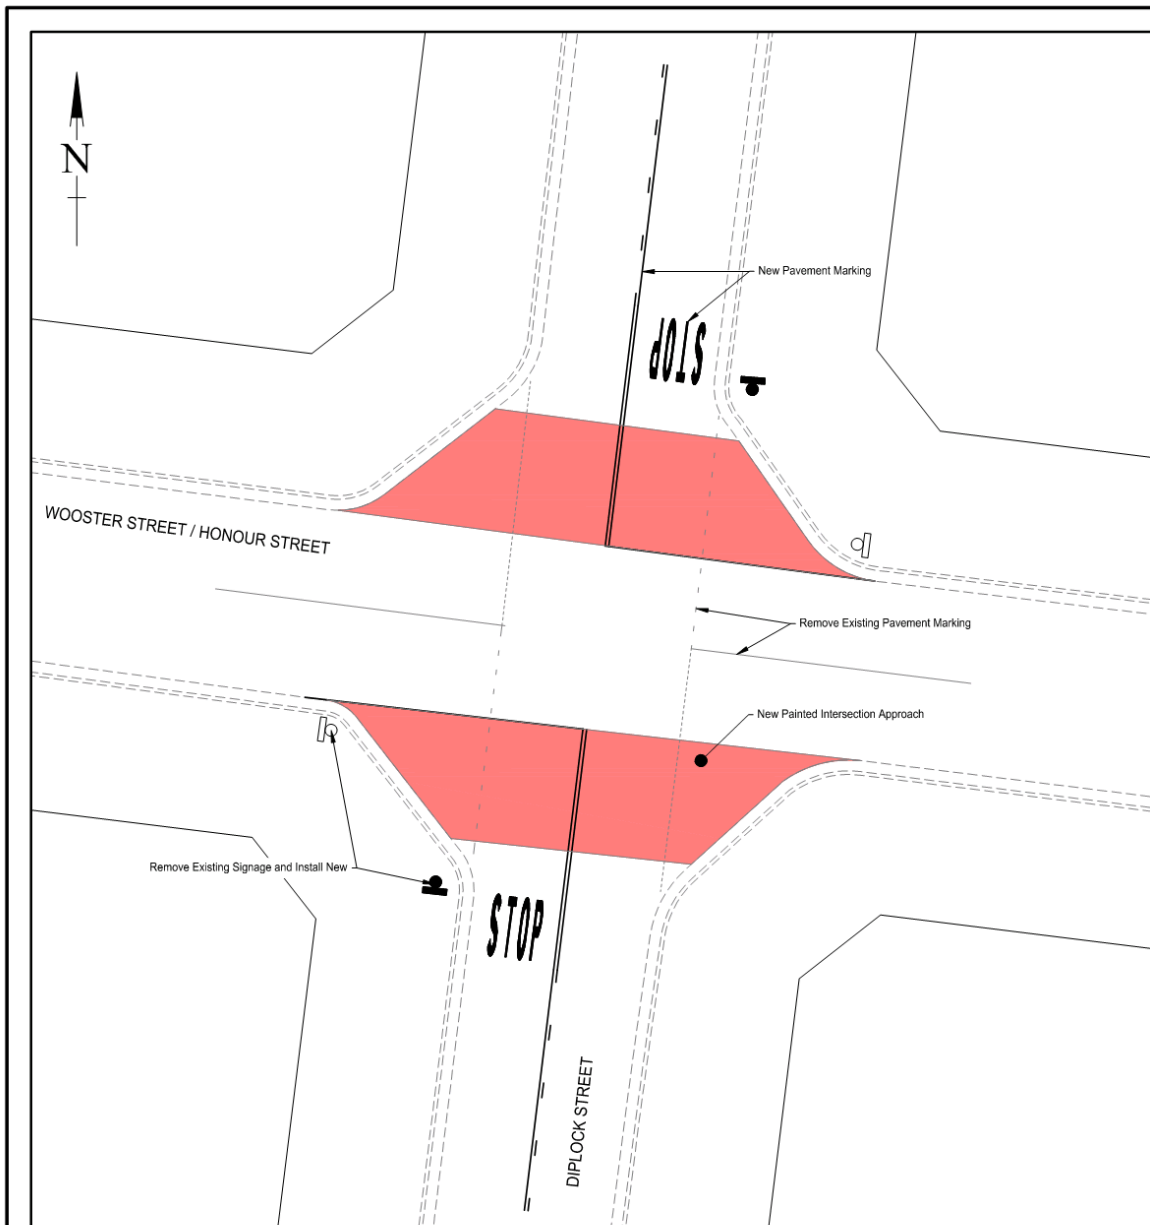 N
New Pavement Marking
STOP
WOOSTER STREET / HONOUR STREET
Remove Existing Pavement Marking
New Painted Intersection Approach
Remove Existing Signage and Install New
STOP
DIPLOCK STREET